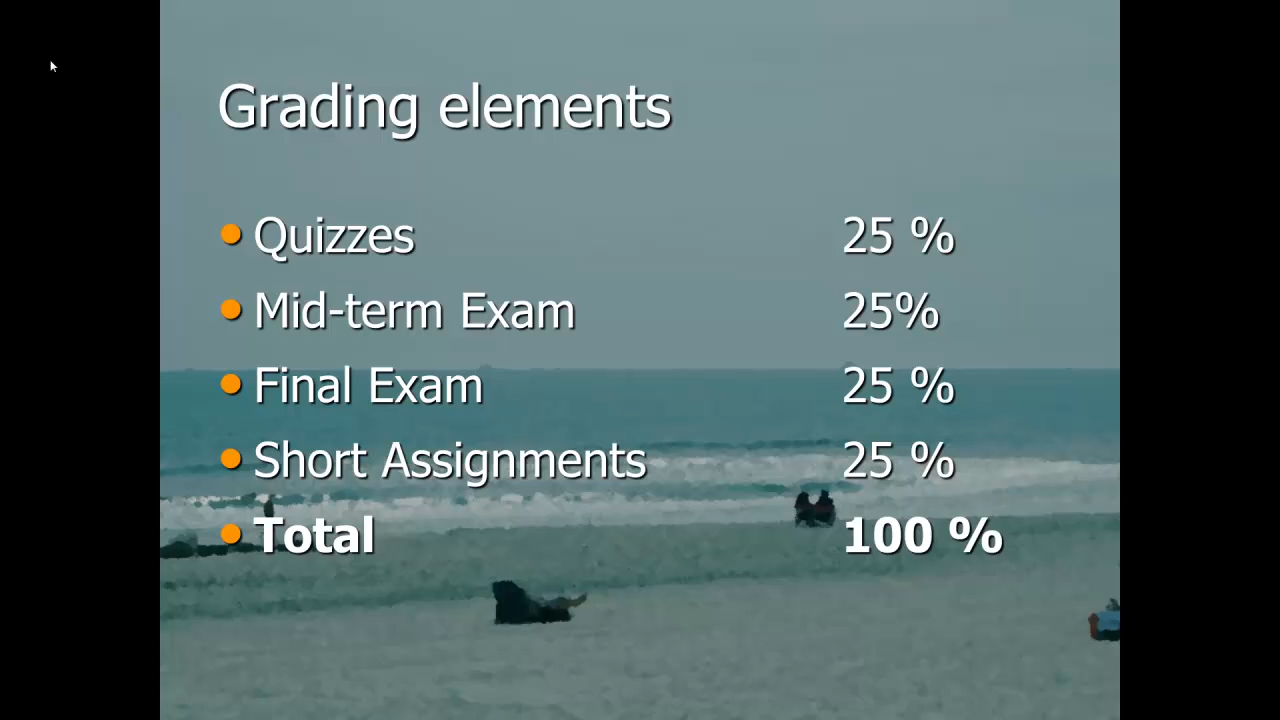 Grading elements
Quizzes 25 %
Mid-term Exam 25%
Final Exam 25 %
Short Assignments 25 %
Total 100 %